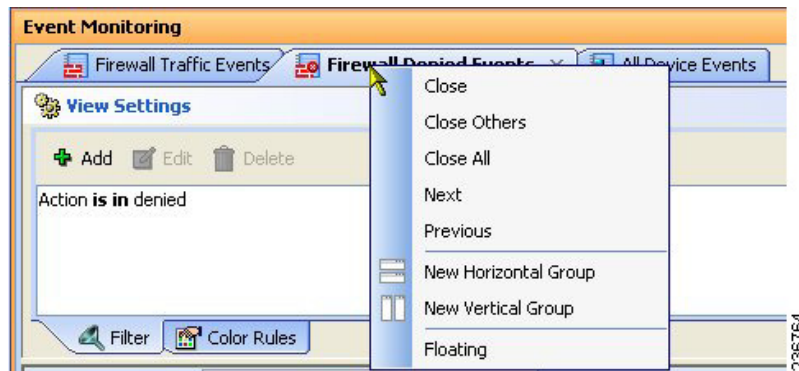 Event Monitoring
Firewall Traffic Events
Firewall Denied Events
All Device Events
View Settings
Add Edit Delete
Action is in denied
Filter
Color Rules
Close
Close Others
Close All
Next
Previous
New Horizontal Group
New Vertical Group
Floating
236764